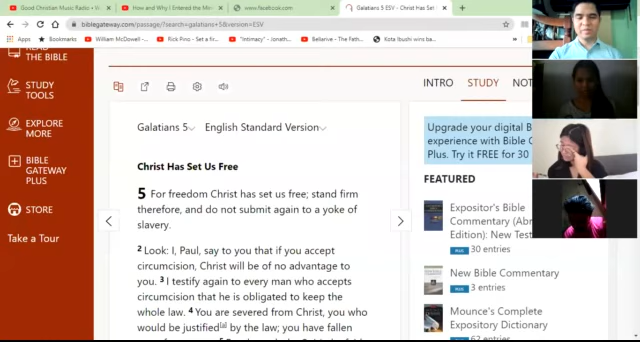 Good Christian Music Radio • Vi
How and Why I Entered the Min
www.facebook.com
Galatians 5 ESV - Christ Has Set U
biblegateway.com/passage/?search=galatians+5&version=ESV
Apps
Bookmarks
William McDowell -
Rick Pino - Set a fir...
"Intimacy" - Jonath...
Bellarive - The Fath...
Kota Ibushi wins ba...
READ
THE BIBLE
STUDY
TOOLS
EXPLORE
MORE
BIBLE
GATEWAY
PLUS
STORE
Take a Tour
INTRO STUDY NOT
Galatians 5 English Standard Version
Christ Has Set Us Free
5 For freedom Christ has set us free; stand firm
therefore, and do not submit again to a yoke of
slavery.
2 Look: I, Paul, say to you that if you accept
circumcision, Christ will be of no advantage to
you. 3 I testify again to every man who accepts
circumcision that he is obligated to keep the
whole law. 4 You are severed from Christ, you who
would be justified[a] by the law; you have fallen
Upgrade your digital B
experience with Bible G
Plus. Try it FREE for 30
FEATURED
Expositor's Bible
Commentary (Abr
Edition): New Test
PLUS 30 entries
New Bible Commentary
PLUS 3 entries
Mounce's Complete
Expository Dictionary
PLUS 62 entries